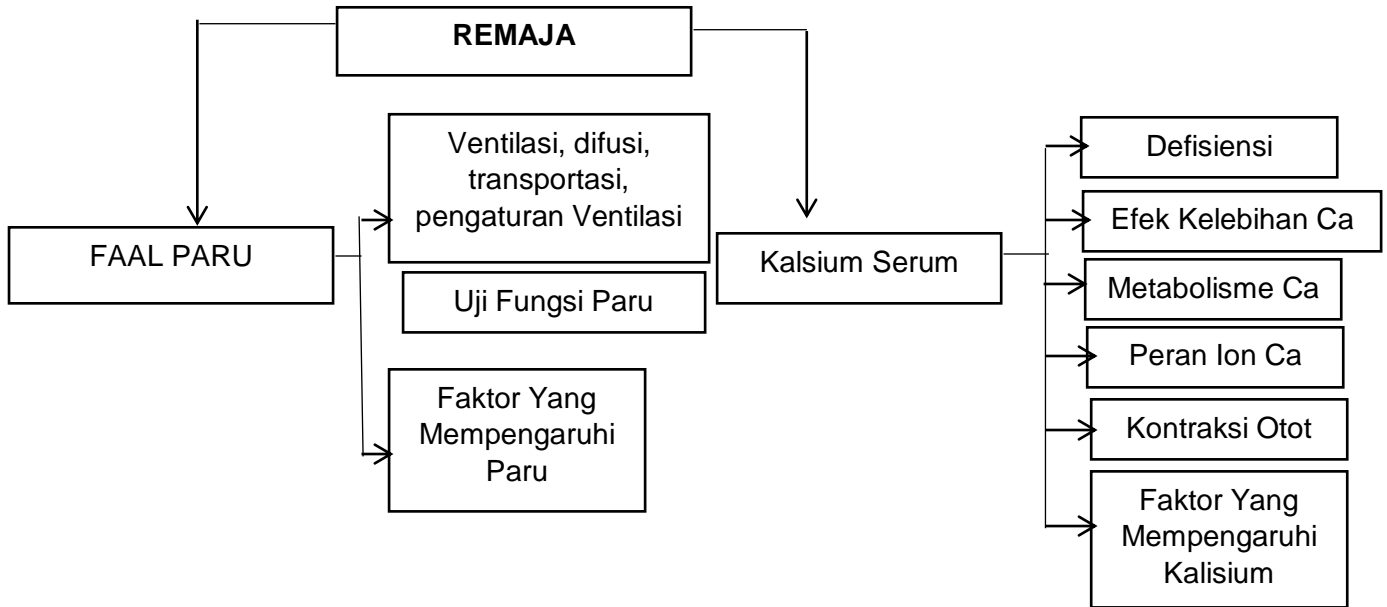 REMAJA
FAAL PARU
Ventilasi, difusi,
transportasi,
pengaturan Ventilasi
Uji Fungsi Paru
Faktor Yang
Mempengaruhi
Paru
Kalsium Serum
Defisiensi
Efek Kelebihan Ca
Metabolisme Ca
Peran Ion Ca
Kontraksi Otot
Faktor Yang
Mempengaruhi
Kalisium